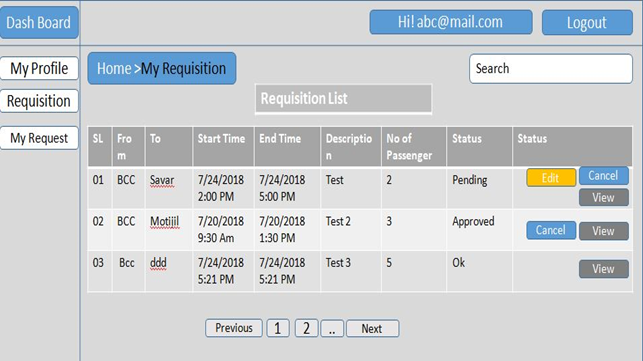 Dash Board
Hi! abc@mail.com
Logout
My Profile
Requisition
My Request
Home >My Requisition
Search
Requisition List
SL From To Start Time End Time Description No of Passenger Status Status
01 BCC Savar 7/24/2018 7/24/2018 Test 2 Pending Edit Cancel
2:00 PM 5:00 PM View
02 BCC Motijil 7/20/2018 7/20/2018 Test 2 3 Approved Cancel View
9:30 Am 1:30 PM
03 Bcc ddd 7/24/2018 7/24/2018 Test 3 5 Ok View
5:21 PM 5:21 PM
Previous 1 2 .. Next